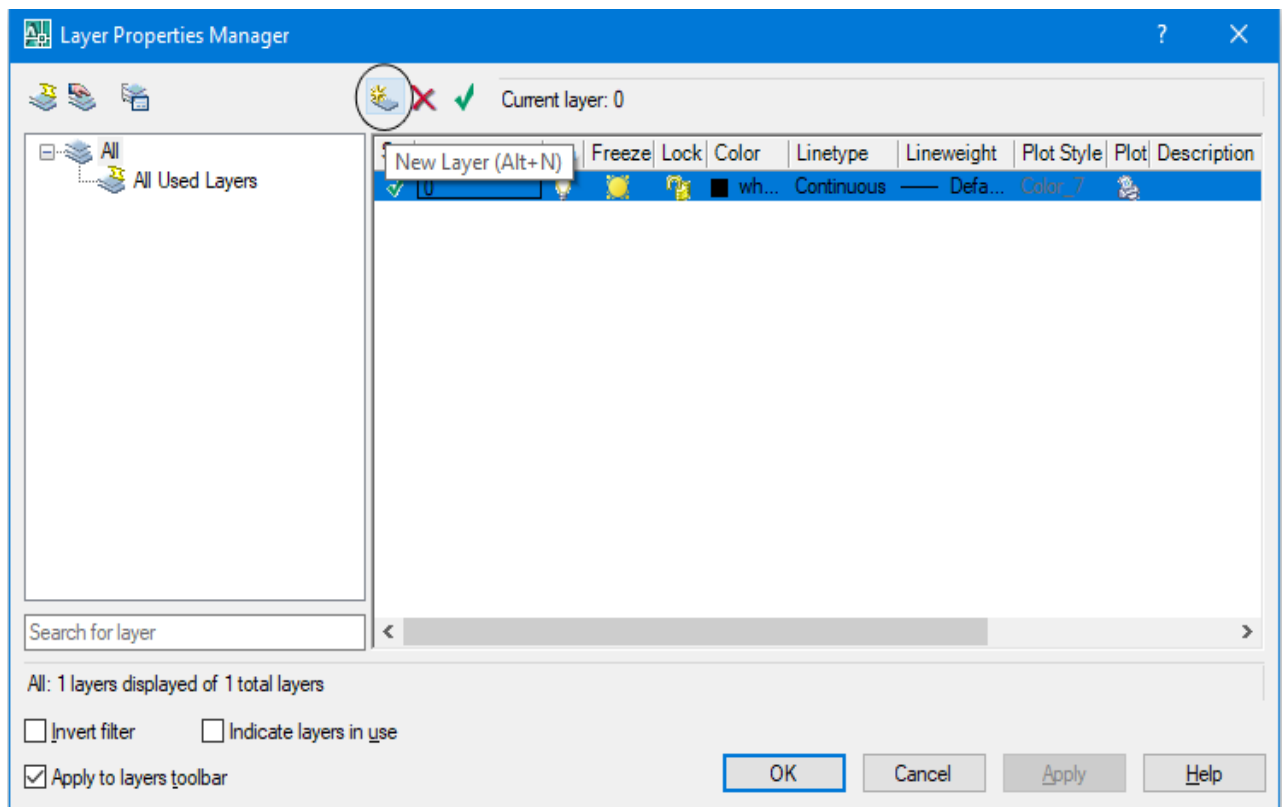 Layer Properties Manager
Current layer: 0
All
All Used Layers
New Layer (Alt+N)
S Freeze Lock Color Linetype Lineweight Plot Style Plot Description
0 wh... Continuous Defa... Color_7
Search for layer
All: 1 layers displayed of 1 total layers
Invert filter Indicate layers in use
Apply to layers toolbar
OK Cancel Apply Help